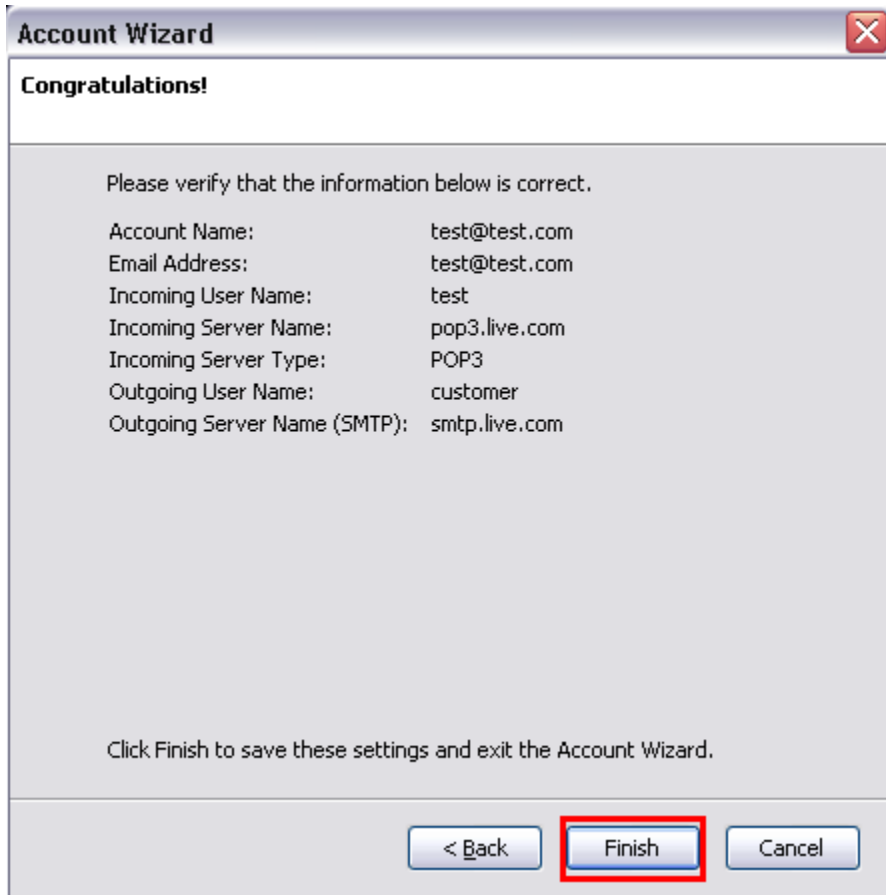 Account Wizard
Congratulations!
Please verify that the information below is correct.
Account Name: test@test.com
Email Address: test@test.com
Incoming User Name: test
Incoming Server Name: pop3.live.com
Incoming Server Type: POP3
Outgoing User Name: customer
Outgoing Server Name (SMTP): smtp.live.com
Click Finish to save these settings and exit the Account Wizard.
< Back Finish Cancel